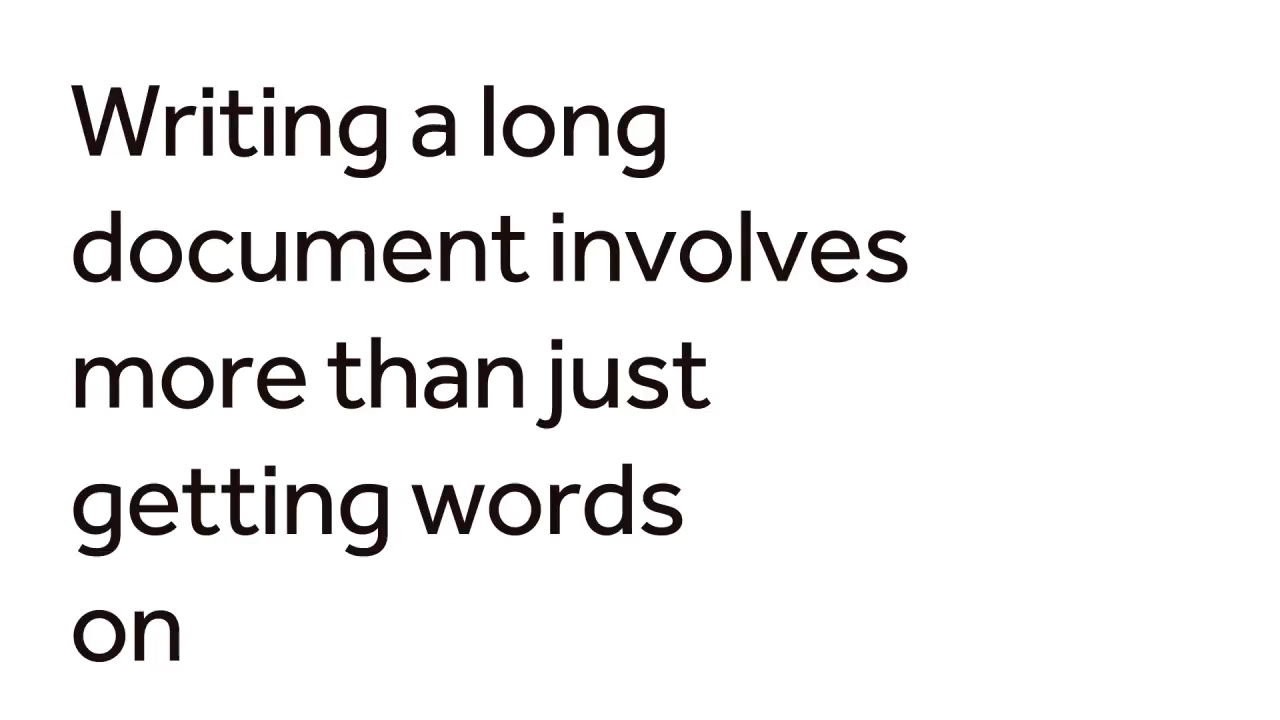 Writing a long
document involves
more than just
getting words
on